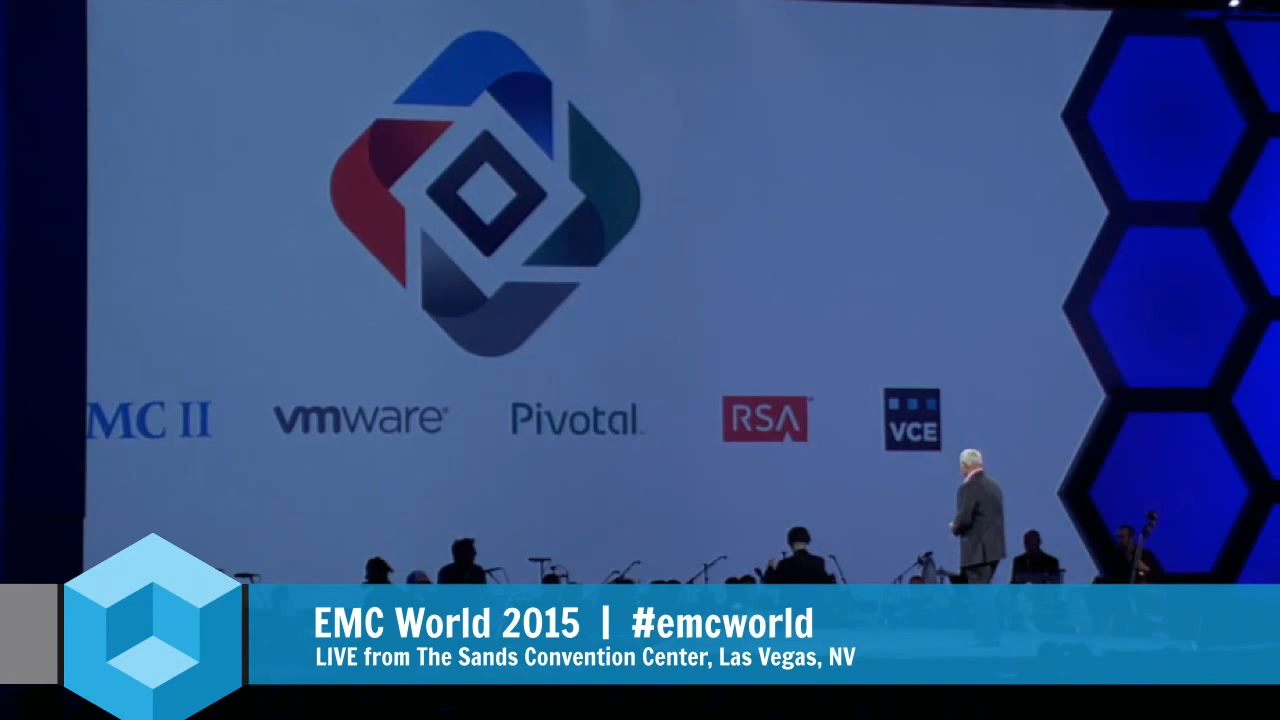 MC II
vmware®
Pivotal
RSA
VCE
EMC World 2015 | #emcworld
LIVE from The Sands Convention Center, Las Vegas, NV